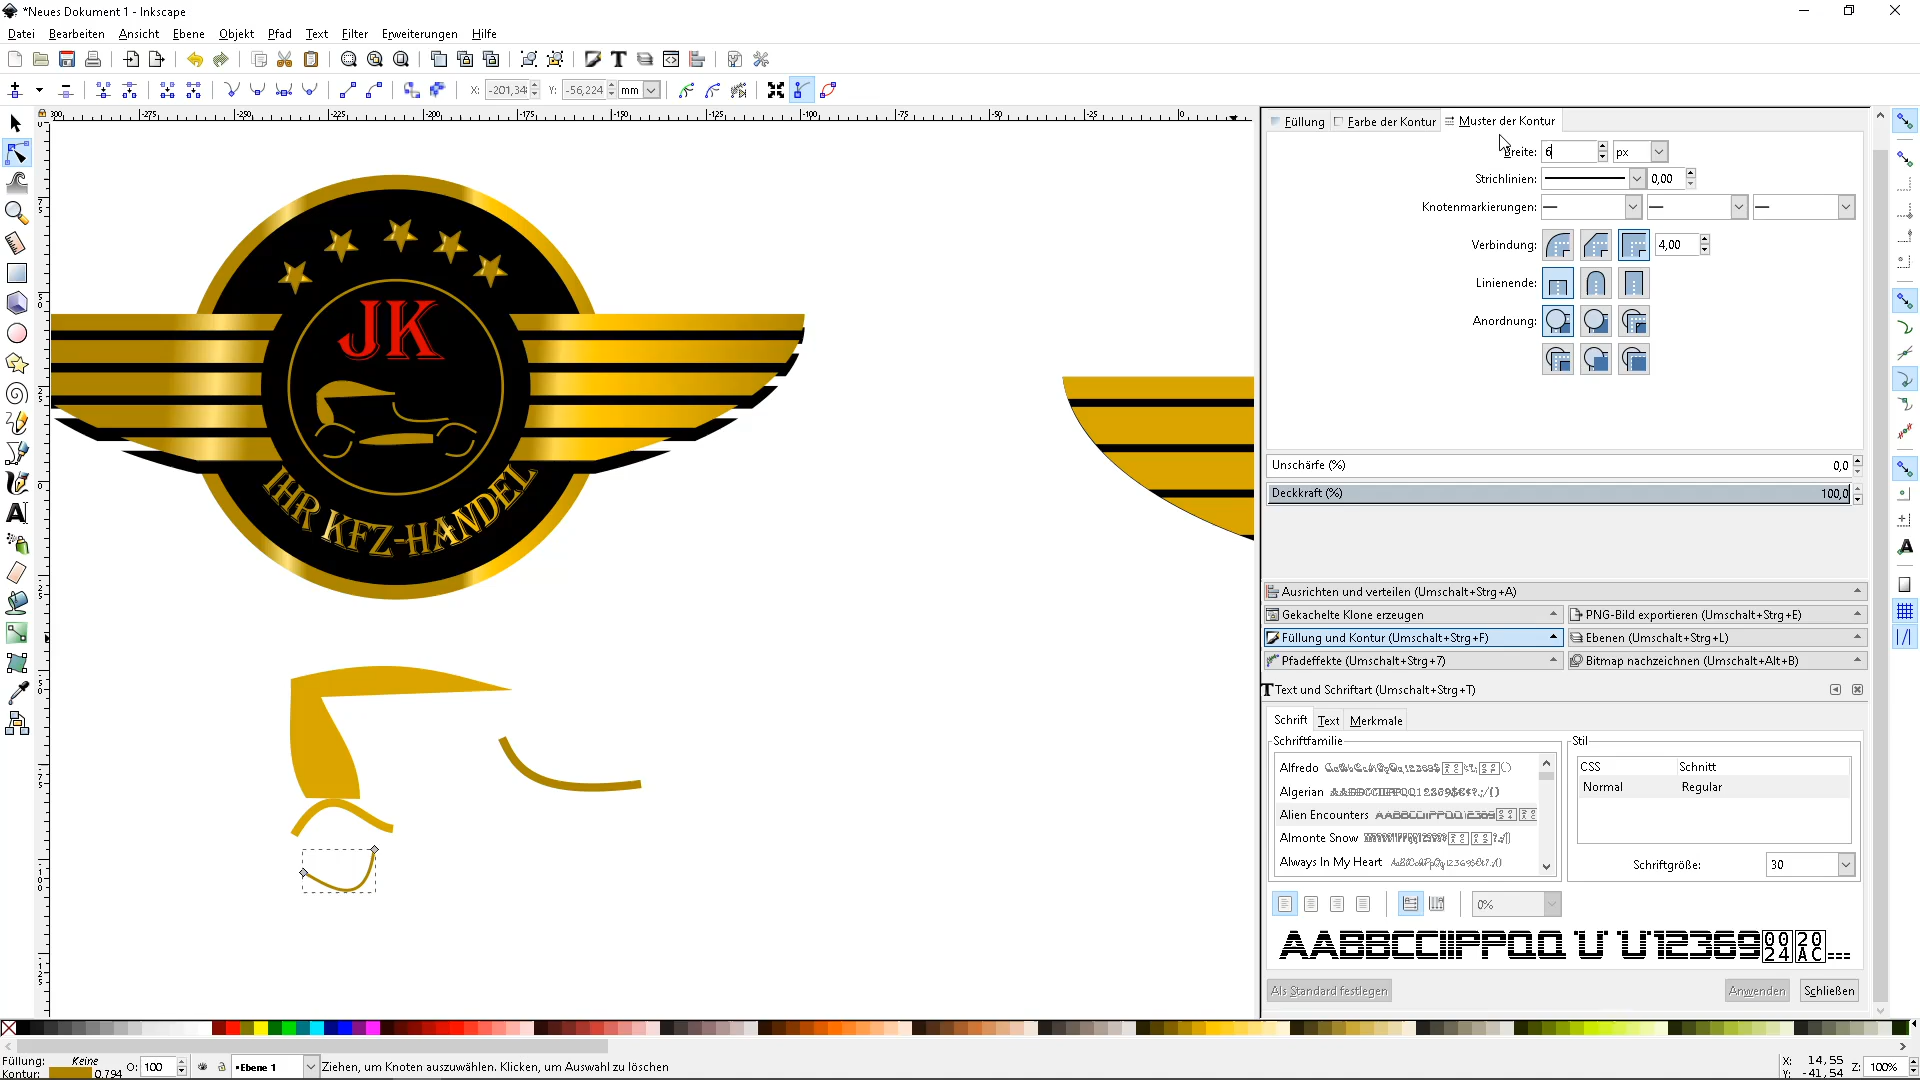 *Neues Dokument 1 - Inkscape
Datei Bearbeiten Ansicht Ebene Objekt Pfad Text Filter Erweiterungen Hilfe
X: -201,34 Y: -56,224 mm
Füllung Farbe der Kontur Muster der Kontur
Breite: 6 px
Strichlinien: 0,00
Knotenmarkierungen:
Verbindung: 4,00
Linienende:
Anordnung:
JK
IHR KFZ-HANDEL
Unschärfe (%) 0,0
Deckkraft (%) 100,0
Ausrichten und verteilen (Umschalt+Strg+A)
Gekachelte Klone erzeugen PNG-Bild exportieren (Umschalt+Strg+E)
Füllung und Kontur (Umschalt+Strg+F) Ebenen (Umschalt+Strg+L)
Pfadeffekte (Umschalt+Strg+7) Bitmap nachzeichnen (Umschalt+Alt+B)
Text und Schriftart (Umschalt+Strg+T)
Schrift Text Merkmale
Schriftfamilie Stil
CSS Schnitt
Normal Regular
Alfredo
Algerian
Alien Encounters
Almonte Snow
Always In My Heart
Schriftgröße: 30
0%
AABBCCIIPPQQ
12369
Als Standard festlegen Anwenden Schließen
Füllung: Keine
Kontur: 0.794
O: 100
•Ebene 1
Ziehen, um Knoten auszuwählen. Klicken, um Auswahl zu löschen
X: 14,55
Y: -41,54
Z: 100%